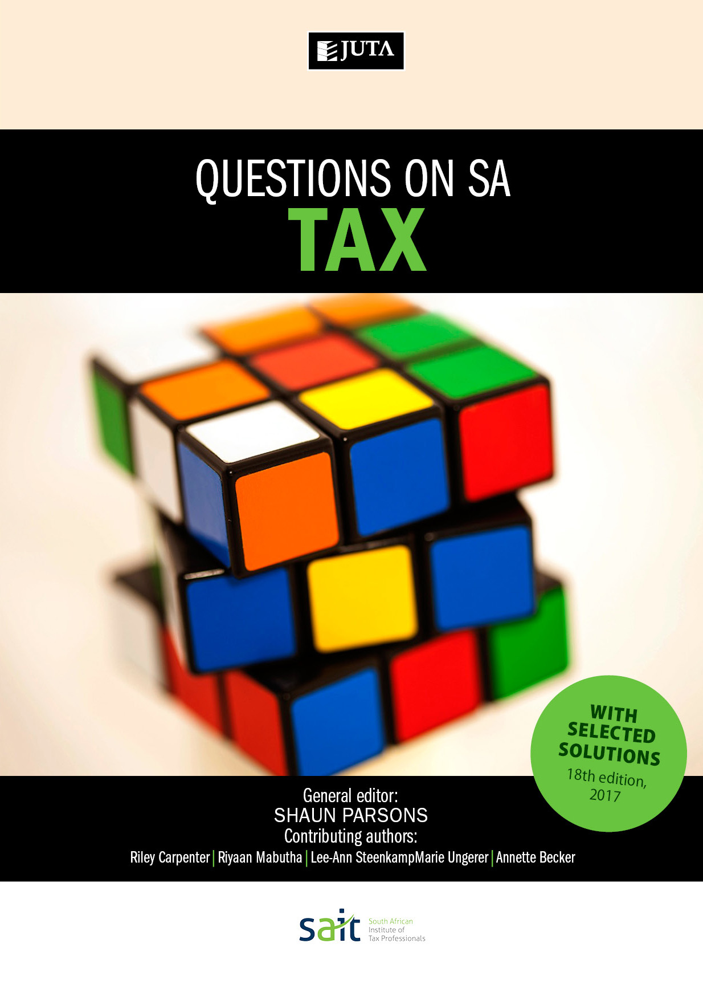 JUTA
QUESTIONS ON SA
TAX
WITH
SELECTED
SOLUTIONS
18th edition,
2017
General editor:
SHAUN PARSONS
Contributing authors:
Riley Carpenter | Riyaan Mabutha | Lee-Ann SteenkampMarie Ungerer | Annette Becker
sait
South African
Institute of
Tax Professionals